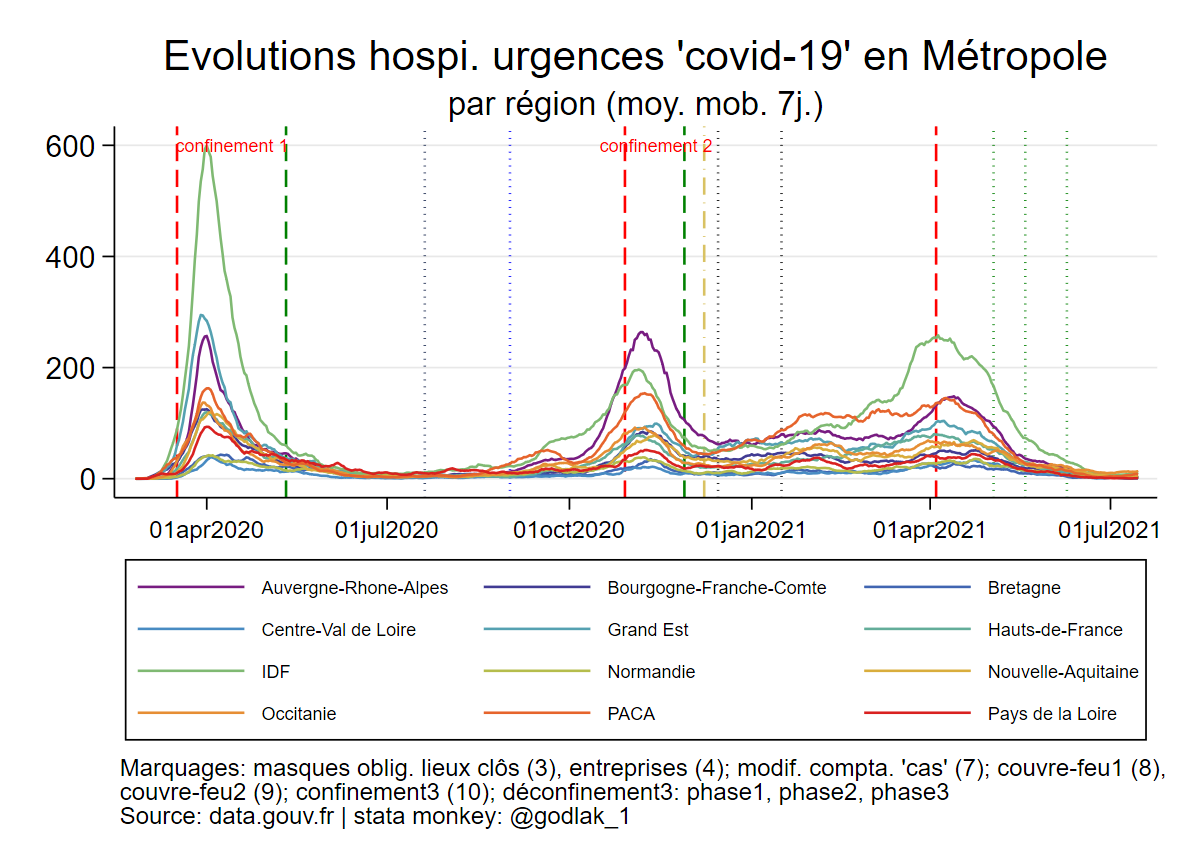 Evolutions hospi. urgences 'covid-19' en Métropole
par région (moy. mob. 7j.)
confinement 1
confinement 2
600
400
200
0
01apr2020
01jul2020
01oct2020
01jan2021
01apr2021
01jul2021
Auvergne-Rhone-Alpes
Bourgogne-Franche-Comte
Bretagne
Centre-Val de Loire
Grand Est
Hauts-de-France
IDF
Normandie
Nouvelle-Aquitaine
Occitanie
PACA
Pays de la Loire
Marquages: masques oblig. lieux clôs (3), entreprises (4); modif. compta. 'cas' (7); couvre-feu1 (8),
couvre-feu2 (9); confinement3 (10); déconfinement3: phase1, phase2, phase3
Source: data.gouv.fr | stata monkey: @godlak_1